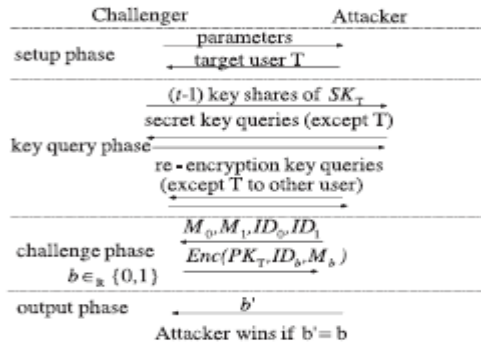 Challenger Attacker
parameters
setup phase
target user T
(t-1) key shares of SK_T
secret key queries (except T)
key query phase
re-encryption key queries
(except T to other user)
M_0,M_1,ID_0,ID_1
challenge phase
Enc(PK_T,ID_b,M_b)
b∈_R {0,1}
output phase b'
Attacker wins if b'=b